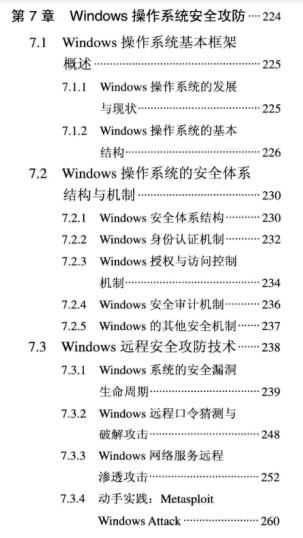 第 7 章 Windows 操作系统安全攻防 ···· 224
7.1 Windows 操作系统基本框架
概述 ···································· 225
7.1.1 Windows 操作系统的发展
与现状 ···························· 225
7.1.2 Windows 操作系统的基本
结构 ································ 226
7.2 Windows 操作系统的安全体系
结构与机制 ·························· 230
7.2.1 Windows 安全体系结构 ········ 230
7.2.2 Windows 身份认证机制 ········ 232
7.2.3 Windows 授权与访问控制
机制 ································ 234
7.2.4 Windows 安全审计机制 ········ 236
7.2.5 Windows 的其他安全机制 ····· 237
7.3 Windows 远程安全攻防技术 ······ 238
7.3.1 Windows 系统的安全漏洞
生命周期 ························· 239
7.3.2 Windows 远程口令猜测与
破解攻击 ························· 248
7.3.3 Windows 网络服务远程
渗透攻击 ························· 252
7.3.4 动手实践：Metasploit
Windows Attack ················· 260